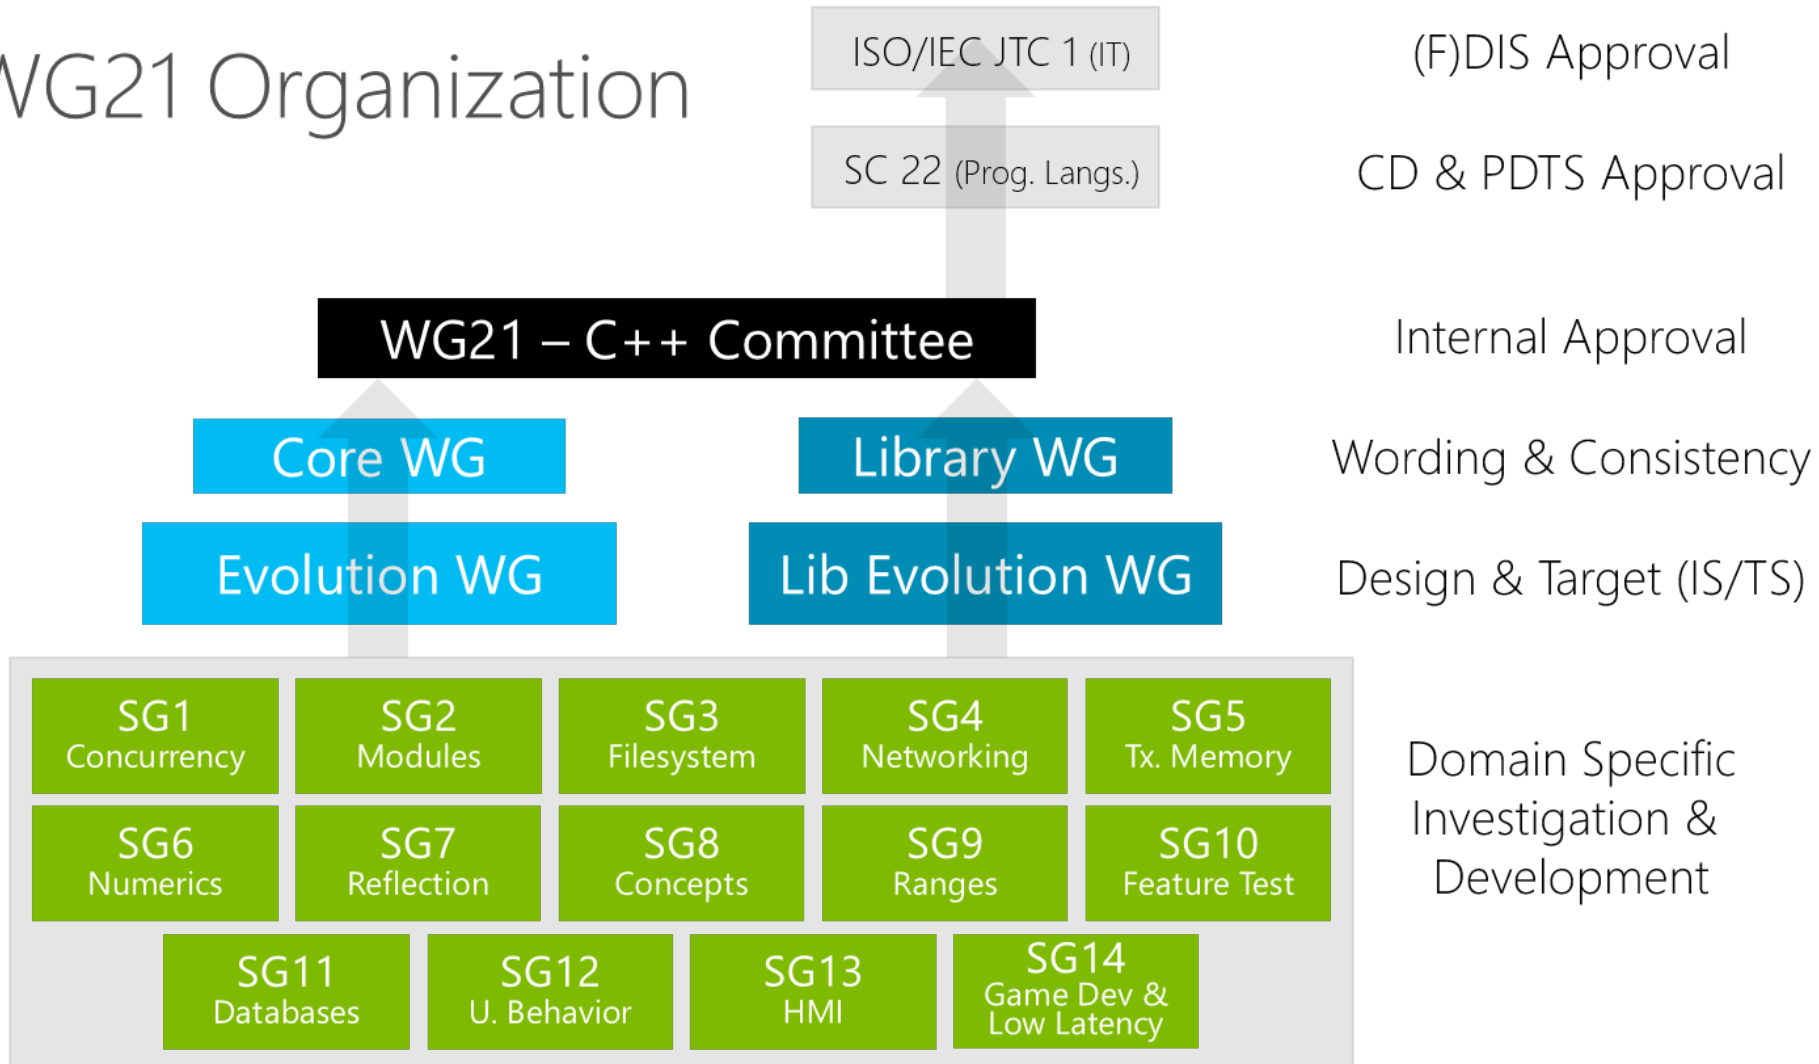 WG21 Organization
ISO/IEC JTC 1 (IT)
(F)DIS Approval
SC 22 (Prog. Langs.)
CD & PDTS Approval
WG21 – C++ Committee
Internal Approval
Core WG
Library WG
Wording & Consistency
Evolution WG
Lib Evolution WG
Design & Target (IS/TS)
SG1
Concurrency
SG2
Modules
SG3
Filesystem
SG4
Networking
SG5
Tx. Memory
SG6
Numerics
SG7
Reflection
SG8
Concepts
SG9
Ranges
SG10
Feature Test
SG11
Databases
SG12
U. Behavior
SG13
HMI
SG14
Game Dev &
Low Latency
Domain Specific
Investigation &
Development